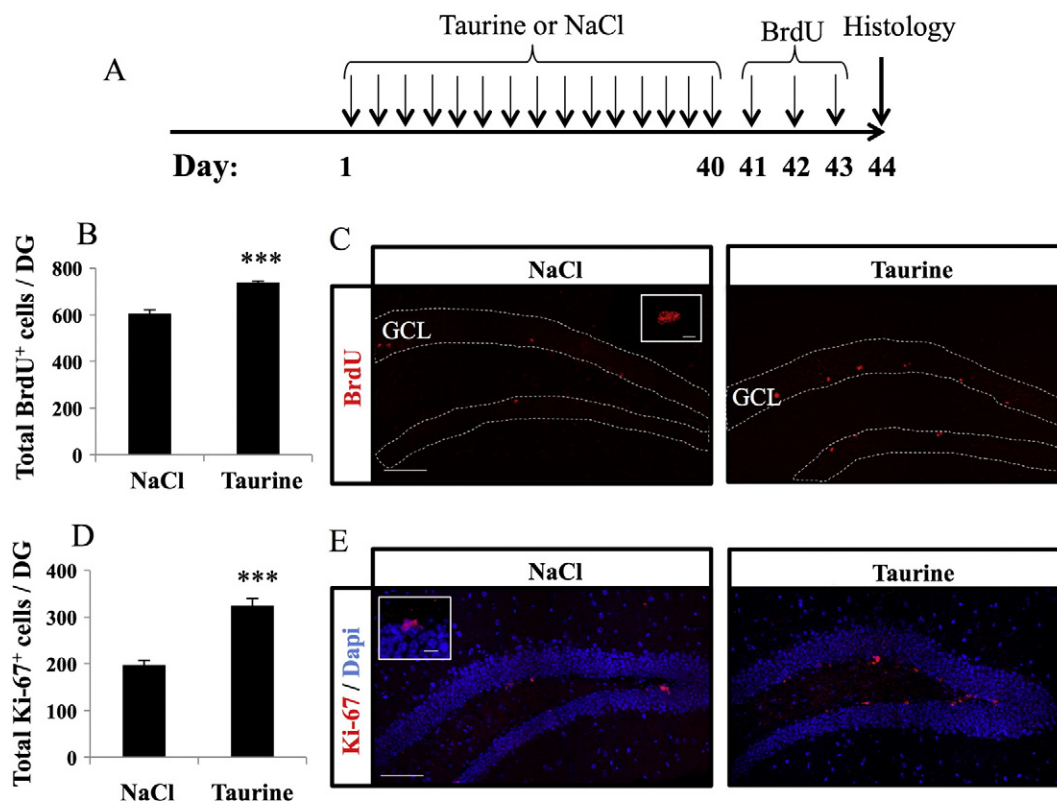 A
Taurine or NaCl
BrdU
Histology
Day:
1
40
41
42
43
44
B
Total BrdU⁺ cells / DG
800
600
400
200
0
***
NaCl
Taurine
C
NaCl
Taurine
BrdU
GCL
GCL
D
Total Ki-67⁺ cells / DG
400
300
200
100
0
***
NaCl
Taurine
E
NaCl
Taurine
Ki-67 / Dapi